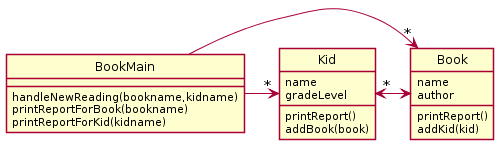 BookMain
handleNewReading(bookname,kidname)
printReportForBook(bookname)
printReportForKid(kidname)
*
Kid
name
gradeLevel
printReport()
addBook(book)
*
*
Book
name
author
printReport()
addKid(kid)